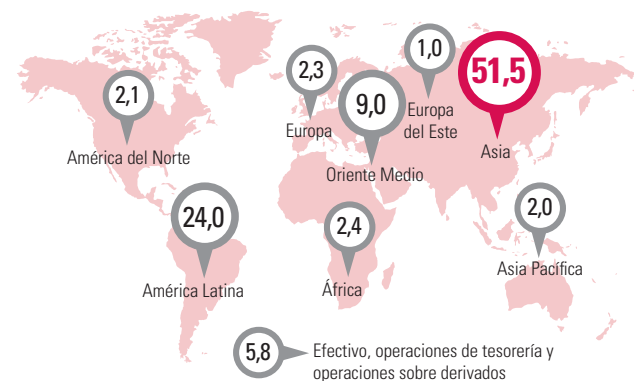 2,1
América del Norte
2,3
Europa
9,0
Oriente Medio
1,0
Europa
del Este
51,5
Asia
24,0
América Latina
2,4
África
2,0
Asia Pacífica
5,8
Efectivo, operaciones de tesorería y
operaciones sobre derivados